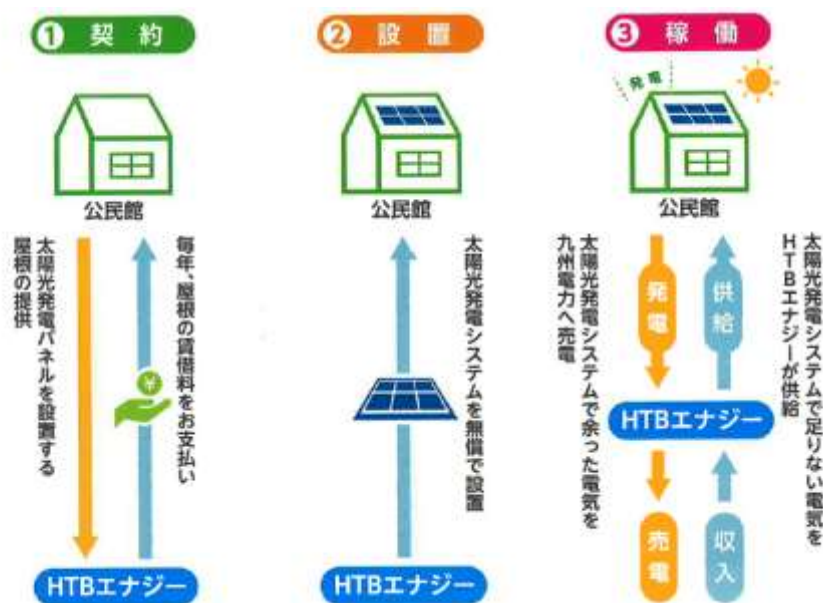 1 契約
公民館
太陽光発電パネルを設置する
屋根の提供
毎年、屋根の賃借料をお支払い
¥
HTBエナジー
2 設置
公民館
太陽光発電システムを無償で設置
HTBエナジー
3 稼働
発電
公民館
太陽光発電システムで余った電気を
九州電力へ売電
発電
供給
太陽光発電システムで足りない電気を
HTBエナジーが供給
HTBエナジー
売電
収入